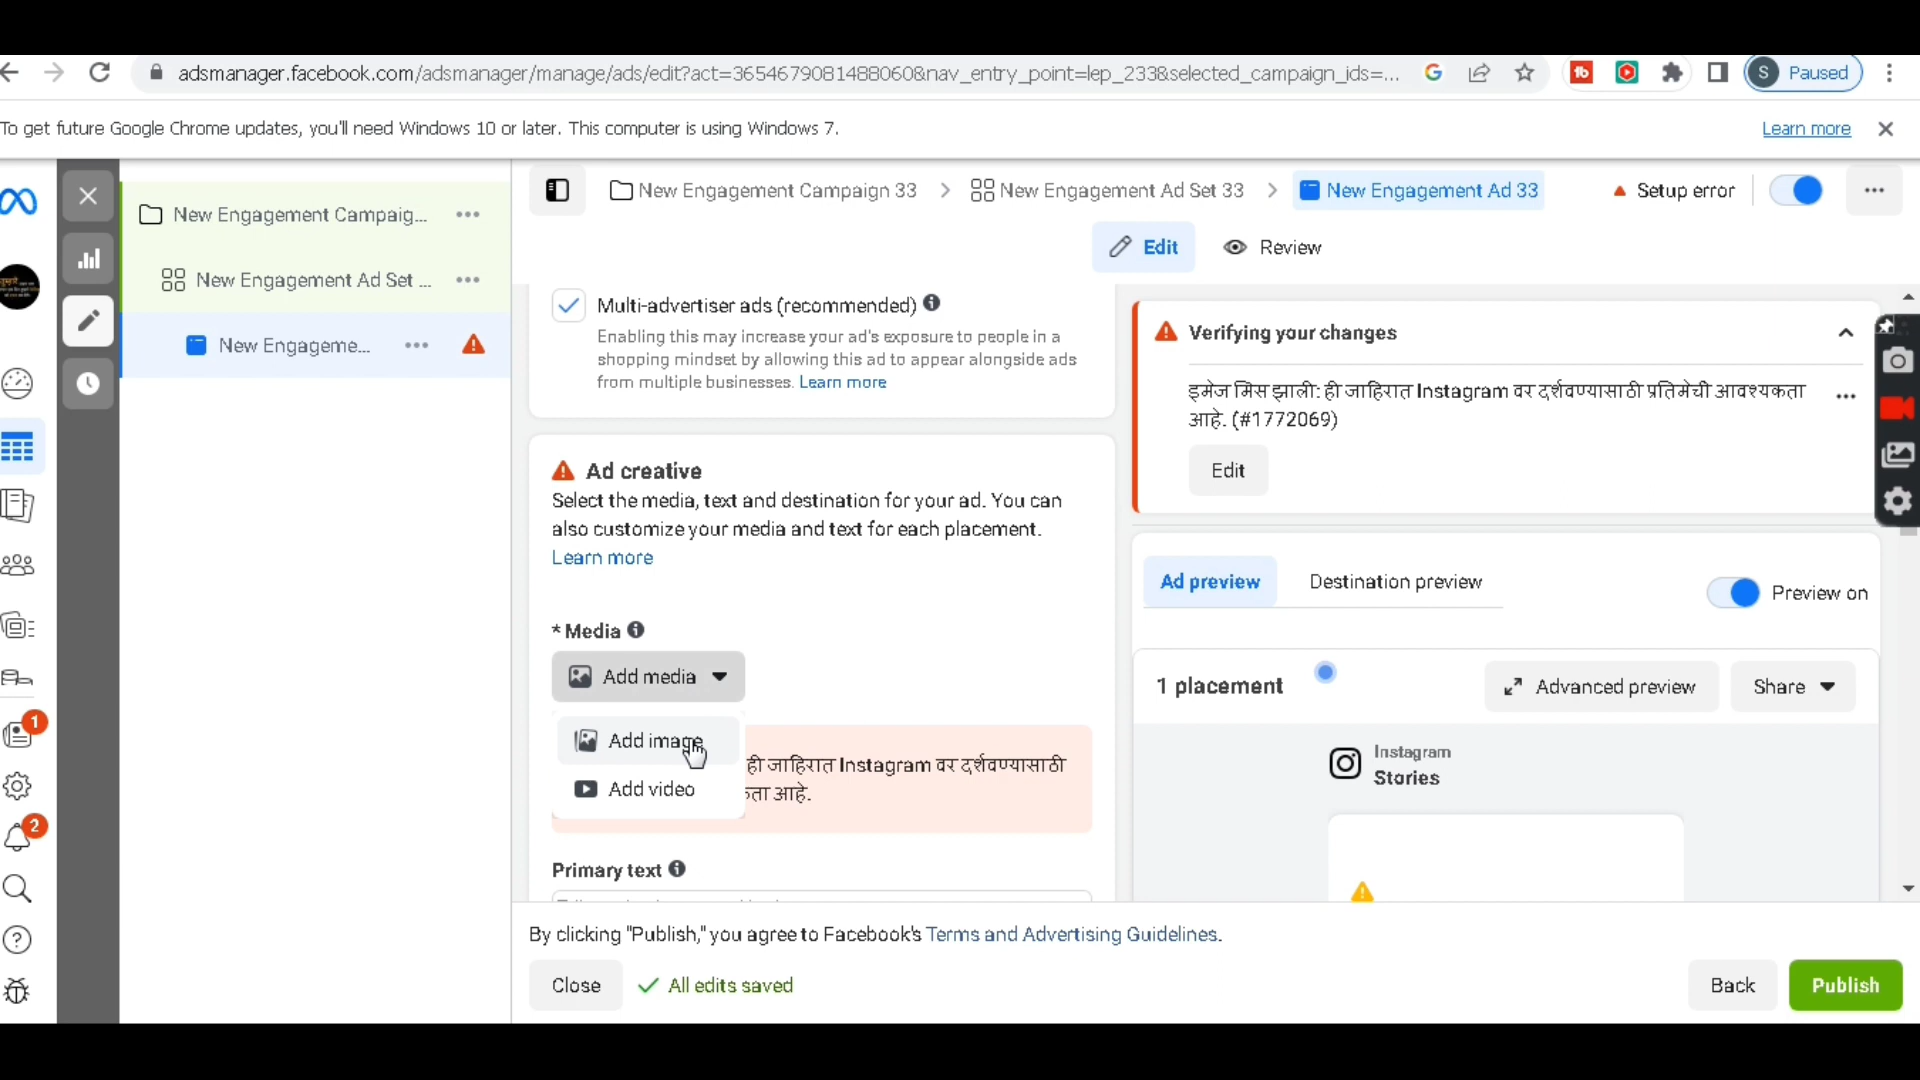 adsmanager.facebook.com/adsmanager/manage/ads/edit?act=3654679081488060&nav_entry_point=lep_233&selected_campaign_ids=...
S Paused
To get future Google Chrome updates, you'll need Windows 10 or later. This computer is using Windows 7.
Learn more
New Engagement Campaign 33
New Engagement Ad Set 33
New Engagement Ad 33
Setup error
New Engagement Campaig...
New Engagement Ad Set ...
New Engageme...
Edit
Review
Multi-advertiser ads (recommended)
Enabling this may increase your ad's exposure to people in a
shopping mindset by allowing this ad to appear alongside ads
from multiple businesses. Learn more
Ad creative
Select the media, text and destination for your ad. You can
also customize your media and text for each placement.
Learn more
* Media
Add media
Add image
Add video
ही जाहिरात Instagram वर दर्शवण्यासाठी
आहे.
Primary text
Verifying your changes
इमेज मिस झाली: ही जाहिरात Instagram वर दर्शवण्यासाठी प्रतिमेची आवश्यकता
आहे. (#1772069)
Edit
Ad preview
Destination preview
Preview on
1 placement
Advanced preview
Share
Instagram
Stories
1
2
By clicking "Publish," you agree to Facebook's Terms and Advertising Guidelines.
Close
All edits saved
Back
Publish